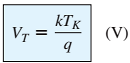 V_T = kT_K / q (V)